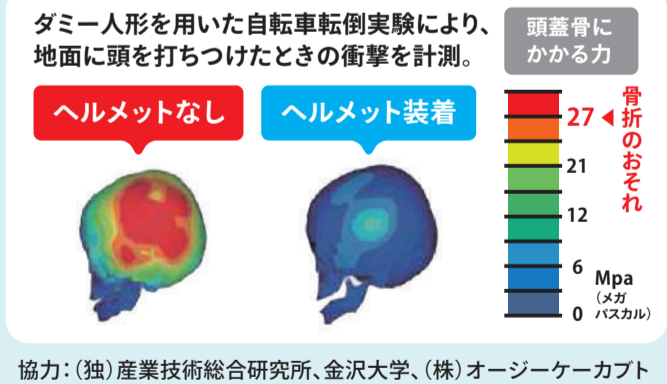 ダミー人形を用いた自転車転倒実験により、
地面に頭を打ちつけたときの衝撃を計測。
頭蓋骨に
かかる力
ヘルメットなし
ヘルメット装着
27
骨折のおそれ
21
12
6
0
Mpa
(メガ
パスカル)
協力:(独)産業技術総合研究所、金沢大学、(株)オージーケーカブト